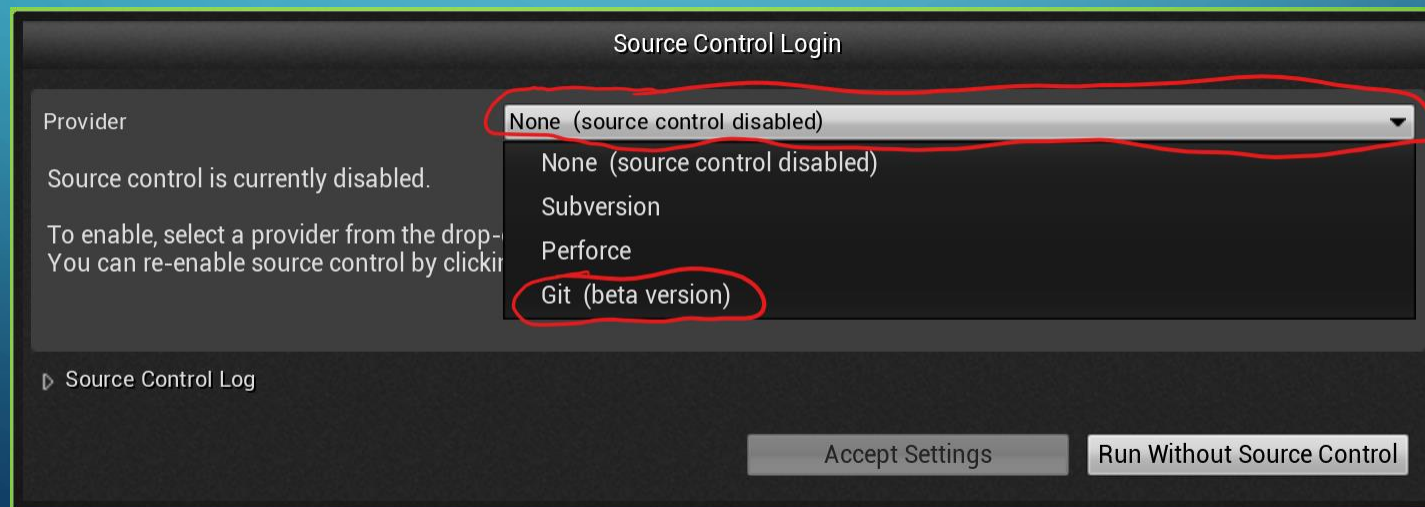 Source Control Login
Provider
None (source control disabled)
None (source control disabled)
Source control is currently disabled.
Subversion
To enable, select a provider from the drop-
Perforce
You can re-enable source control by
Git (beta version)
Source Control Log
Accept Settings
Run Without Source Control